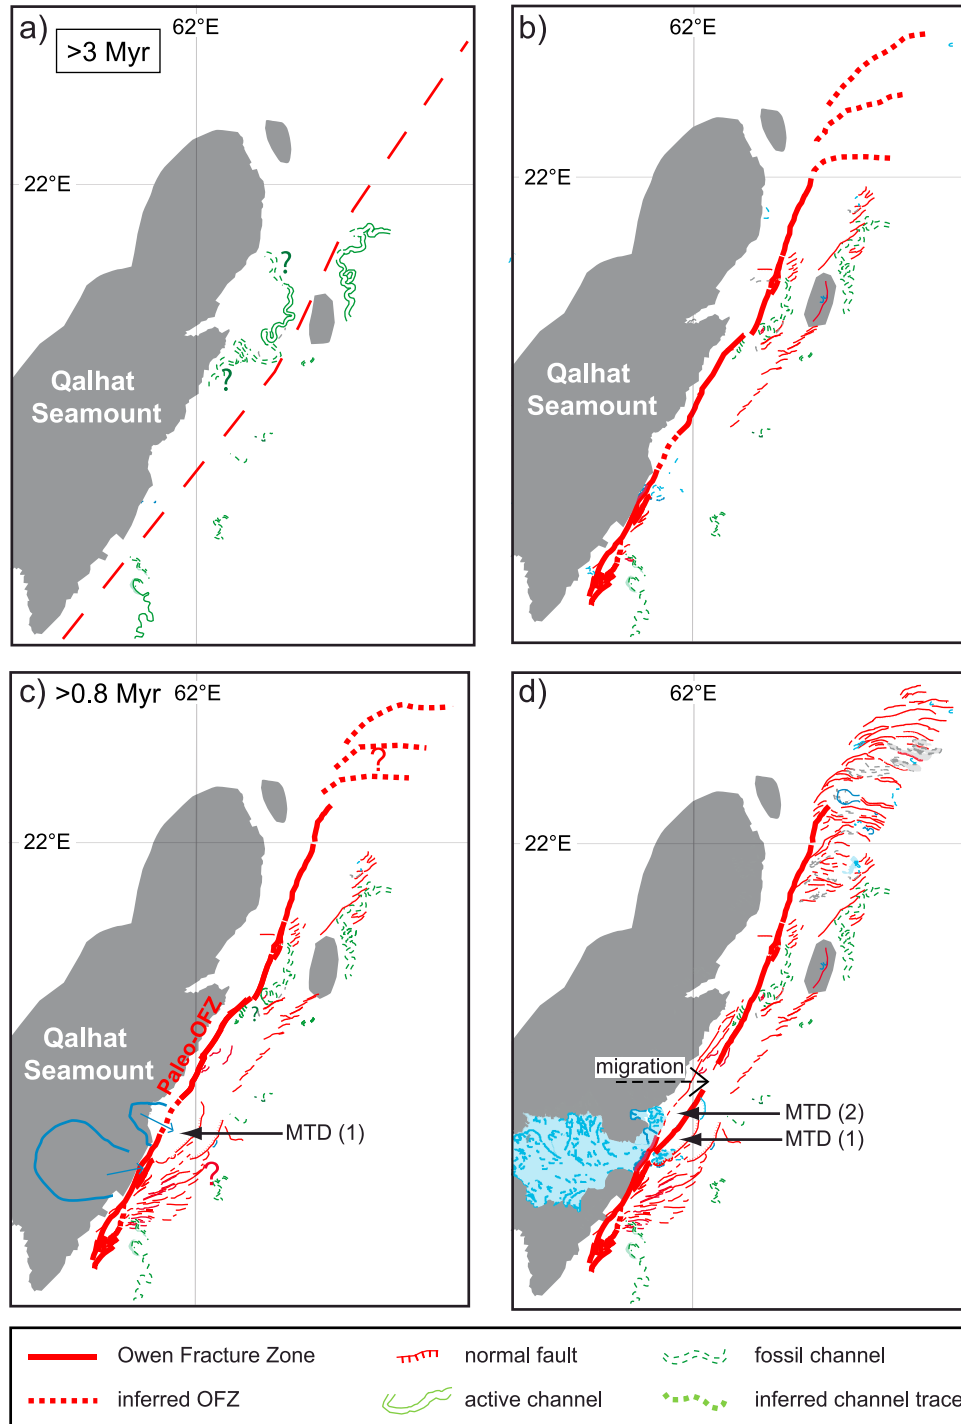 a)
>3 Myr
62°E
22°E
?
?
Qalhat
Seamount
b)
62°E
22°E
Qalhat
Seamount
c) >0.8 Myr
62°E
?
22°E
Paleo-OFZ
?
Qalhat
Seamount
MTD (1)
?
d)
62°E
22°E
Qalhat
Seamount
migration
MTD (2)
MTD (1)
Owen Fracture Zone
normal fault
fossil channel
inferred OFZ
active channel
inferred channel trace